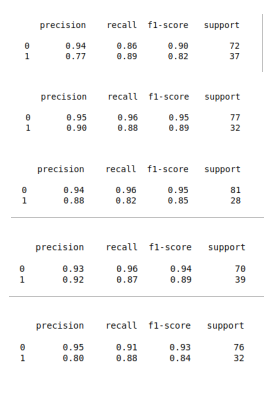 precision recall f1-score support
0 0.94 0.86 0.90 72
1 0.77 0.89 0.82 37
precision recall f1-score support
0 0.95 0.96 0.95 77
1 0.90 0.88 0.89 32
precision recall f1-score support
0 0.94 0.96 0.95 81
1 0.88 0.82 0.85 28
precision recall f1-score support
0 0.93 0.96 0.94 70
1 0.92 0.87 0.89 39
precision recall f1-score support
0 0.95 0.91 0.93 76
1 0.80 0.88 0.84 32